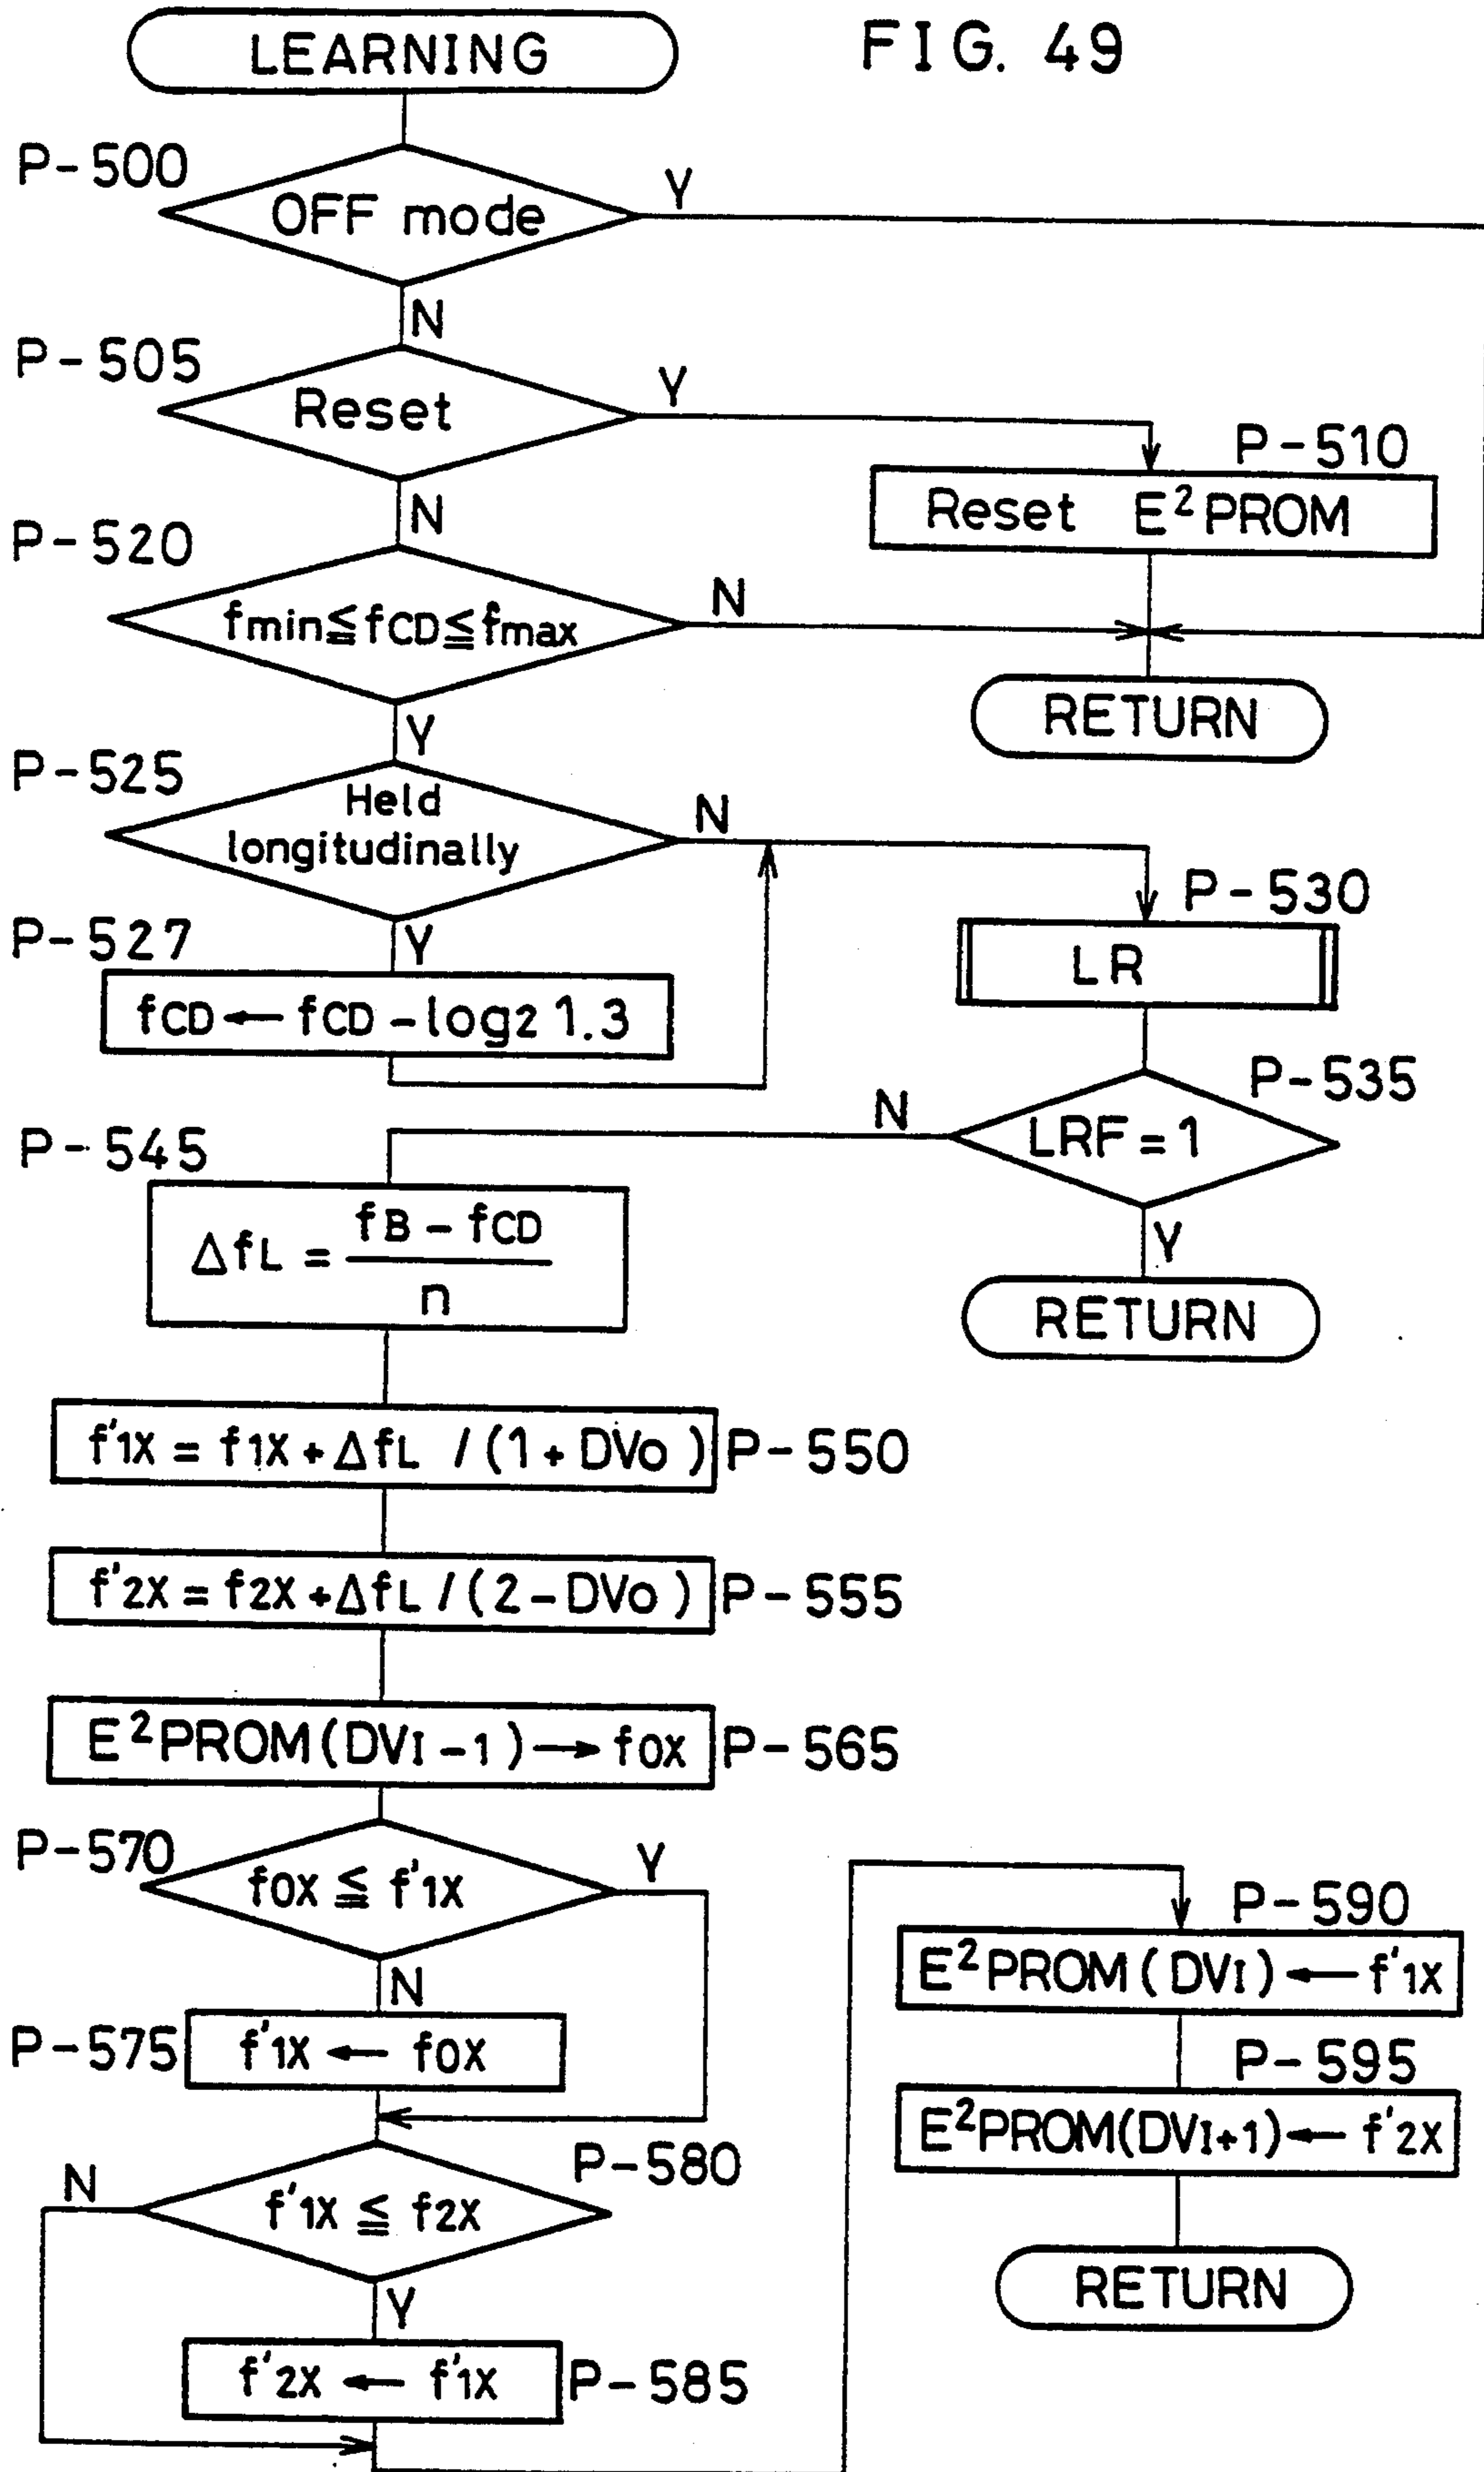 FIG. 49
LEARNING
P-500
OFF mode
Y
N
P-505
Reset
Y
N
P-510
Reset E²PROM
P-520
fmin≦fCD≦fmax
N
Y
RETURN
P-525
Held
longitudinally
N
Y
P-527
fCD ← fCD - log2 1.3
P-530
LR
P-535
LRF = 1
N
Y
RETURN
P-545
ΔfL = fB - fCD
n
f'1X = f1X + ΔfL / (1 + DVo) P-550
f'2X = f2X + ΔfL / (2 - DVo) P-555
E²PROM(DVI-1) → f0X P-565
P-570
f0X ≦ f'1X
Y
N
P-575 f'1X ← f0X
P-580
f'1X ≦ f2X
N
Y
f'2X ← f'1X P-585
P-590
E²PROM(DVI) ← f'1X
P-595
E²PROM(DVI+1) ← f'2X
RETURN